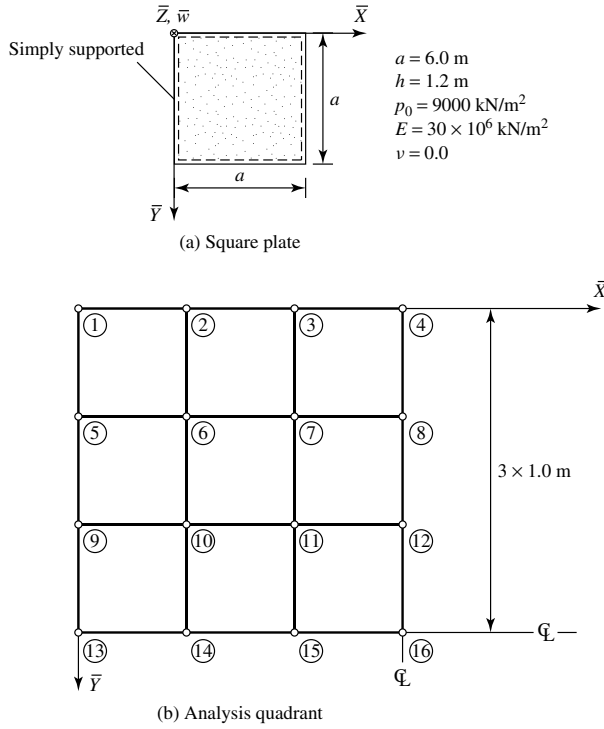 Z̄, w̄
X̄
Simply supported
a
a = 6.0 m
h = 1.2 m
p₀ = 9000 kN/m²
E = 30 × 10⁶ kN/m²
ν = 0.0
a
Ȳ
(a) Square plate
X̄
1 2 3 4
5 6 7 8
3 × 1.0 m
9 10 11 12
℄
13 14 15 16
Ȳ
℄
(b) Analysis quadrant